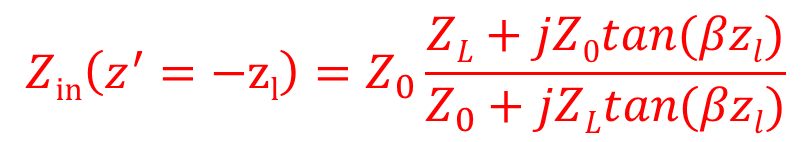 Z_in(z′ = −z_l) = Z_0 (Z_L + jZ_0tan(βz_l))/(Z_0 + jZ_Ltan(βz_l))